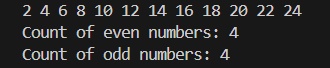 2 4 6 8 10 12 14 16 18 20 22 24
Count of even numbers: 4
Count of odd numbers: 4